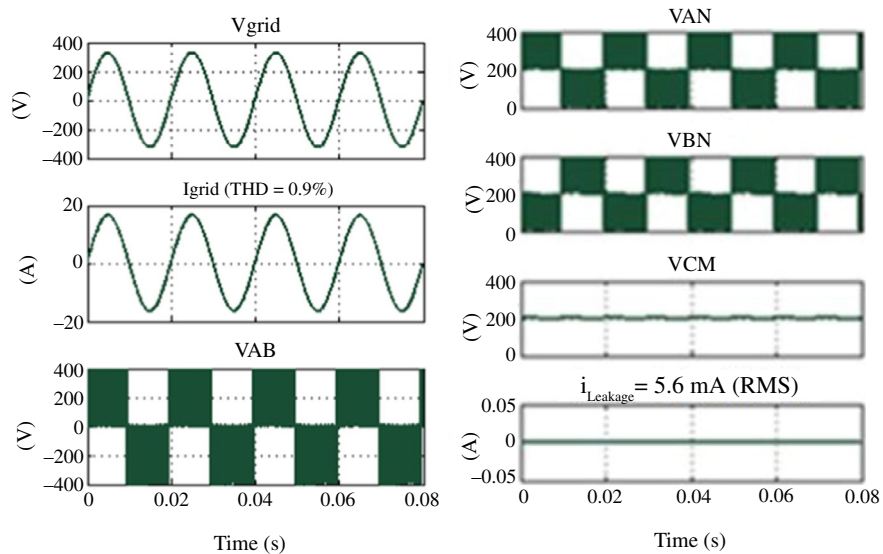 Vgrid
400
200
0
–200
–400
(V)
Igrid (THD = 0.9%)
20
0
–20
(A)
VAB
400
200
0
–200
–400
(V)
0 0.02 0.04 0.06 0.08
Time (s)
VAN
400
200
0
(V)
VBN
400
200
0
(V)
VCM
400
200
0
(V)
iLeakage= 5.6 mA (RMS)
0.05
0
–0.05
(A)
0 0.02 0.04 0.06 0.08
Time (s)